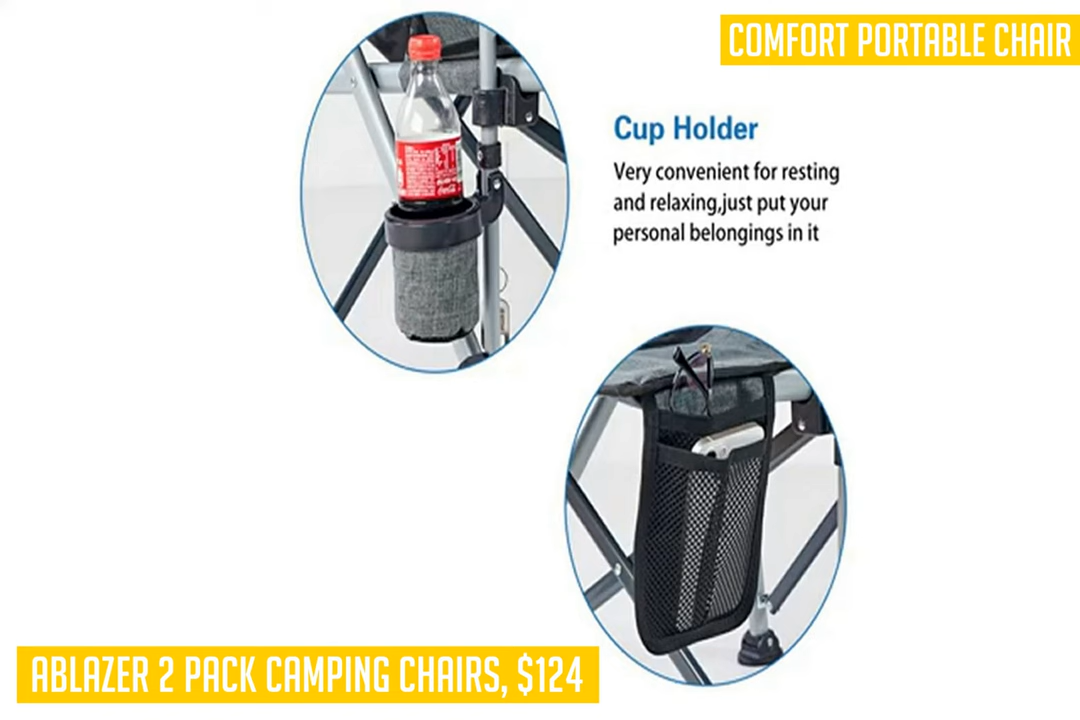 COMFORT PORTABLE CHAIR
Cup Holder
Very convenient for resting
and relaxing,just put your
personal belongings in it
ABLAZER 2 PACK CAMPING CHAIRS, $124